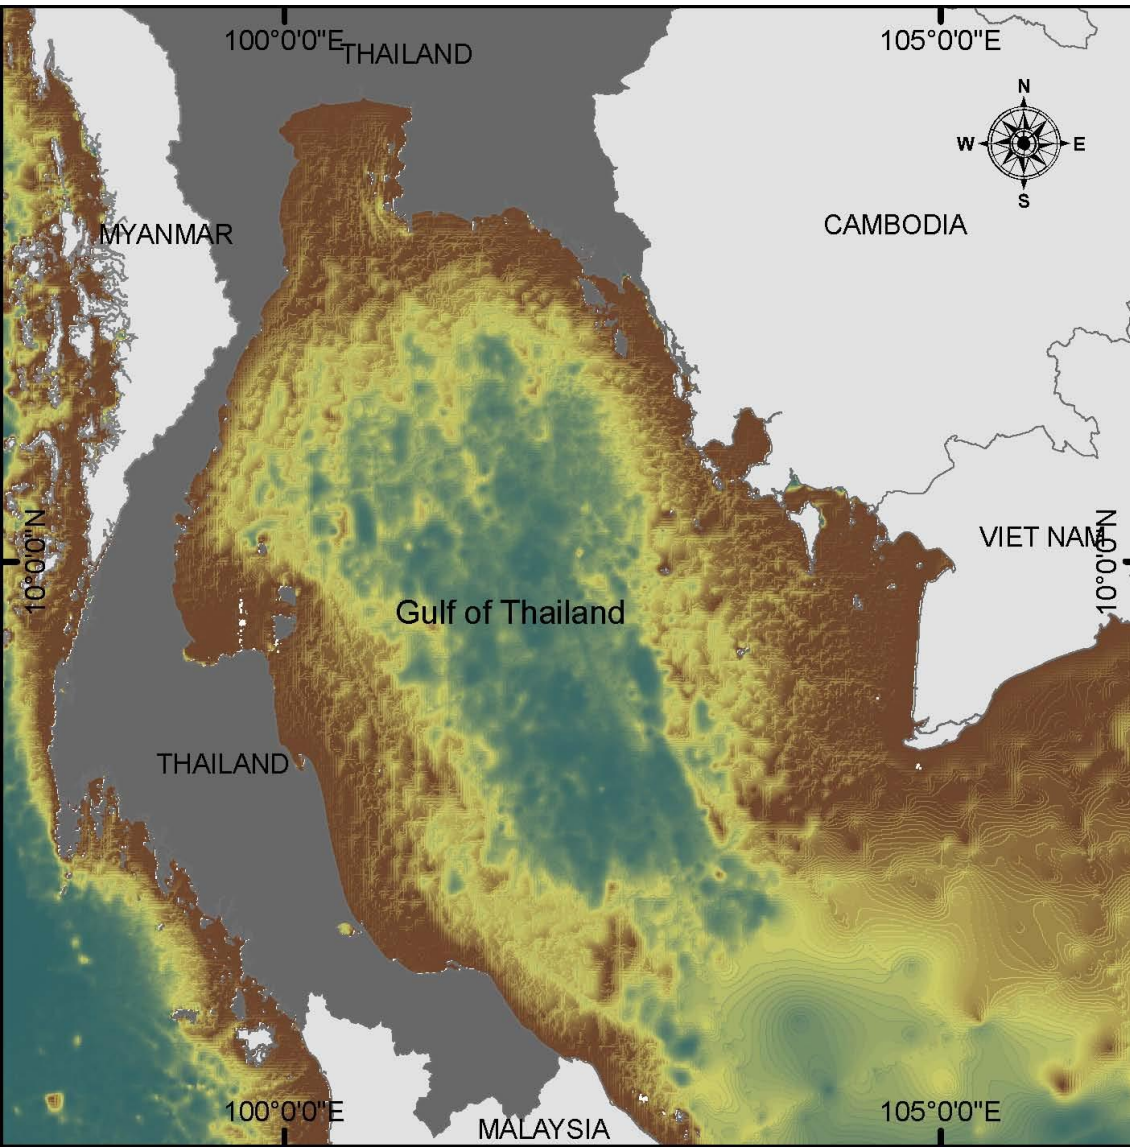 100°0'0"E
105°0'0"E
THAILAND
N
W
E
S
MYANMAR
CAMBODIA
10°0'0"N
VIET NAM
10°0'0"N
Gulf of Thailand
THAILAND
100°0'0"E
105°0'0"E
MALAYSIA